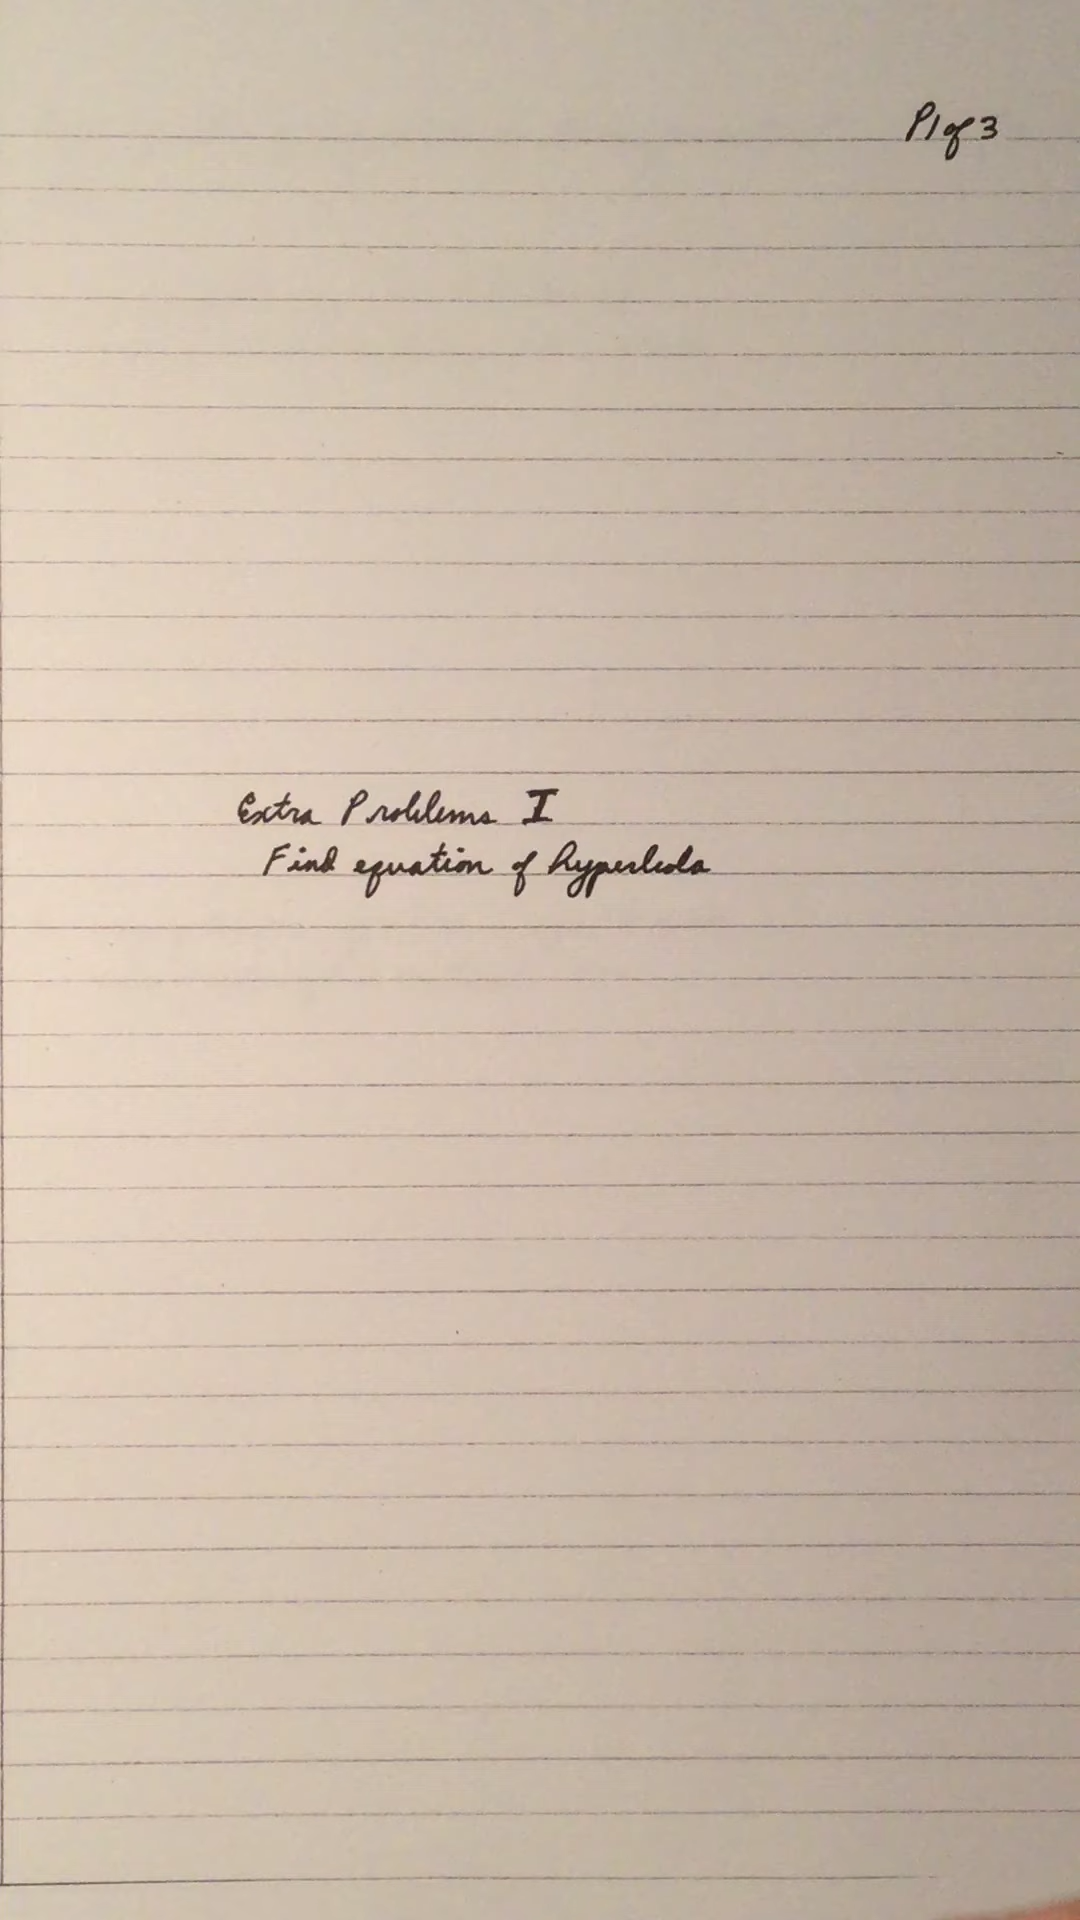 P1 of 3
Extra Problems I
Find equation of hyperbola